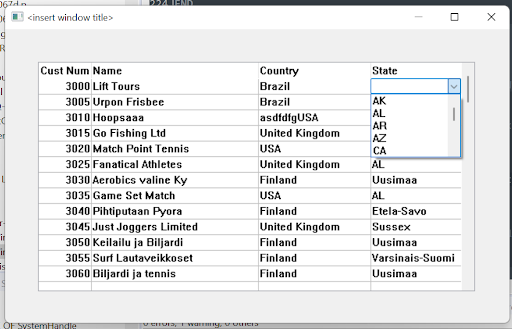 067d.p
224 IEND
<insert window title>
Cust Num Name Country State
3000 Lift Tours Brazil
3005 Urpon Frisbee Brazil AK
3010 Hoopsaaa asdfdfgUSA AL
3015 Go Fishing Ltd United Kingdom AR
3020 Match Point Tennis USA AZ
CA
3025 Fanatical Athletes United Kingdom AL
3030 Aerobics valine Ky Finland Uusimaa
3035 Game Set Match USA AL
3040 Pihtiputaan Pyora Finland Etela-Savo
3045 Just Joggers Limited United Kingdom Sussex
3050 Keilailu ja Biljardi Finland Uusimaa
3055 Surf Lautaveikkoset Finland Varsinais-Suomi
3060 Biljardi ja tennis Finland Uusimaa
OF SystemHandle
0 errors, 1 warning, 0 others